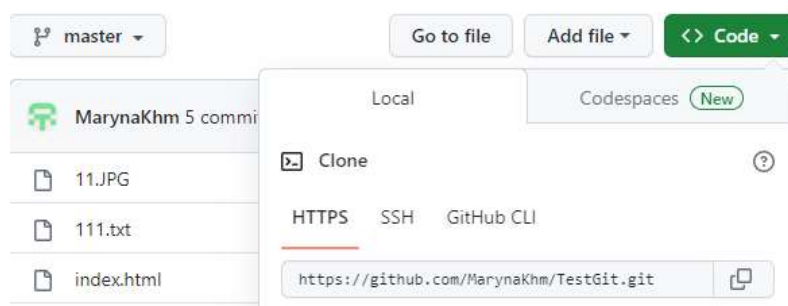 master
Go to file
Add file
<> Code
MarynaKhm 5 commi
Local
Codespaces New
Clone
11.JPG
HTTPS SSH GitHub CLI
111.txt
index.html
https://github.com/MarynaKhm/TestGit.git